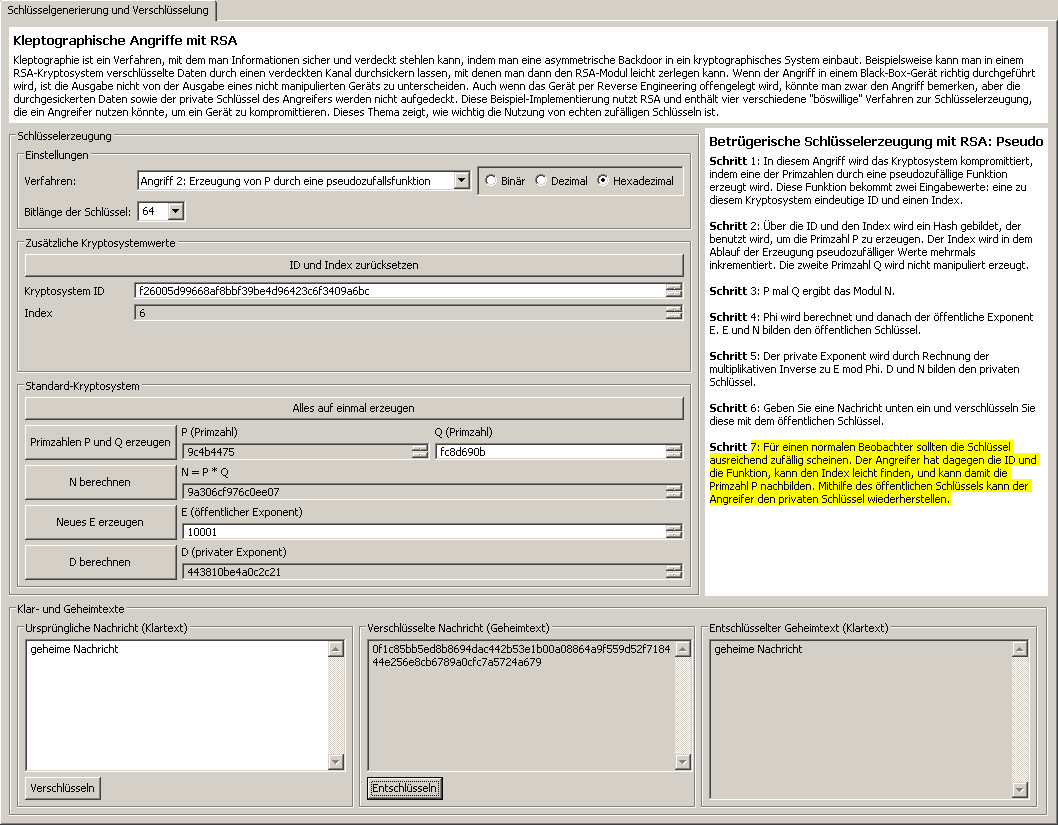 Schlüsselgenerierung und Verschlüsselung
Kleptographische Angriffe mit RSA
Kleptographie ist ein Verfahren, mit dem man Informationen sicher und verdeckt stehlen kann, indem man eine asymmetrische Backdoor in ein kryptographisches System einbaut. Beispielsweise kann man in einem
RSA-Kryptosystem verschlüsselte Daten durch einen verdeckten Kanal durchsickern lassen, mit denen man dann den RSA-Modul leicht zerlegen kann. Wenn der Angriff in einem Black-Box-Gerät richtig durchgeführt
wird, ist die Ausgabe nicht von der Ausgabe eines nicht manipulierten Geräts zu unterscheiden. Auch wenn das Gerät per Reverse Engineering offengelegt wird, könnte man zwar den Angriff bemerken, aber die
durchgesickerten Daten sowie der private Schlüssel des Angreifers werden nicht aufgedeckt. Diese Beispiel-Implementierung nutzt RSA und enthält vier verschiedene "böswillige" Verfahren zur Schlüsselerzeugung,
die ein Angreifer nutzen könnte, um ein Gerät zu kompromittieren. Dieses Thema zeigt, wie wichtig die Nutzung von echten zufälligen Schlüsseln ist.
Schlüsselerzeugung
Einstellungen
Verfahren:
Angriff 2: Erzeugung von P durch eine pseudozufallsfunktion
Binär
Dezimal
Hexadezimal
Bitlänge der Schlüssel:
64
Zusätzliche Kryptosystemwerte
ID und Index zurücksetzen
Kryptosystem ID
f26005d99668af8bbf39be4d96423c6f3409a6bc
Index
6
Standard-Kryptosystem
Alles auf einmal erzeugen
Primzahlen P und Q erzeugen
P (Primzahl)
9c4b4475
Q (Primzahl)
fc8d690b
N berechnen
N = P * Q
9a306cf976c0ee07
Neues E erzeugen
E (öffentlicher Exponent)
10001
D berechnen
D (privater Exponent)
443810be4a0c2c21
Betrügerische Schlüsselerzeugung mit RSA: Pseudo
Schritt 1: In diesem Angriff wird das Kryptosystem kompromittiert,
indem eine der Primzahlen durch eine pseudozufällige Funktion
erzeugt wird. Diese Funktion bekommt zwei Eingabewerte: eine zu
diesem Kryptosystem eindeutige ID und einen Index.
Schritt 2: Über die ID und den Index wird ein Hash gebildet, der
benutzt wird, um die Primzahl P zu erzeugen. Der Index wird in dem
Ablauf der Erzeugung pseudozufälliger Werte mehrmals
inkrementiert. Die zweite Primzahl Q wird nicht manipuliert erzeugt.
Schritt 3: P mal Q ergibt das Modul N.
Schritt 4: Phi wird berechnet und danach der öffentliche Exponent
E. E und N bilden den öffentlichen Schlüssel.
Schritt 5: Der private Exponent wird durch Rechnung der
multiplikativen Inverse zu E mod Phi. D und N bilden den privaten
Schlüssel.
Schritt 6: Geben Sie eine Nachricht unten ein und verschlüsseln Sie
diese mit dem öffentlichen Schlüssel.
Schritt 7: Für einen normalen Beobachter sollten die Schlüssel
ausreichend zufällig scheinen. Der Angreifer hat dagegen die ID und
die Funktion, kann den Index leicht finden, und kann damit die
Primzahl P nachbilden. Mithilfe des öffentlichen Schlüssels kann der
Angreifer den privaten Schlüssel wiederherstellen.
Klar- und Geheimtexte
Ursprüngliche Nachricht (Klartext)
geheime Nachricht
Verschlüsseln
Verschlüsselte Nachricht (Geheimtext)
0f1c85bb5ed8b8694dac442b53e1b00a08864a9f559d52f7184
44e256e8cb6789a0cfc7a5724a679
Entschlüsseln
Entschlüsselter Geheimtext (Klartext)
geheime Nachricht